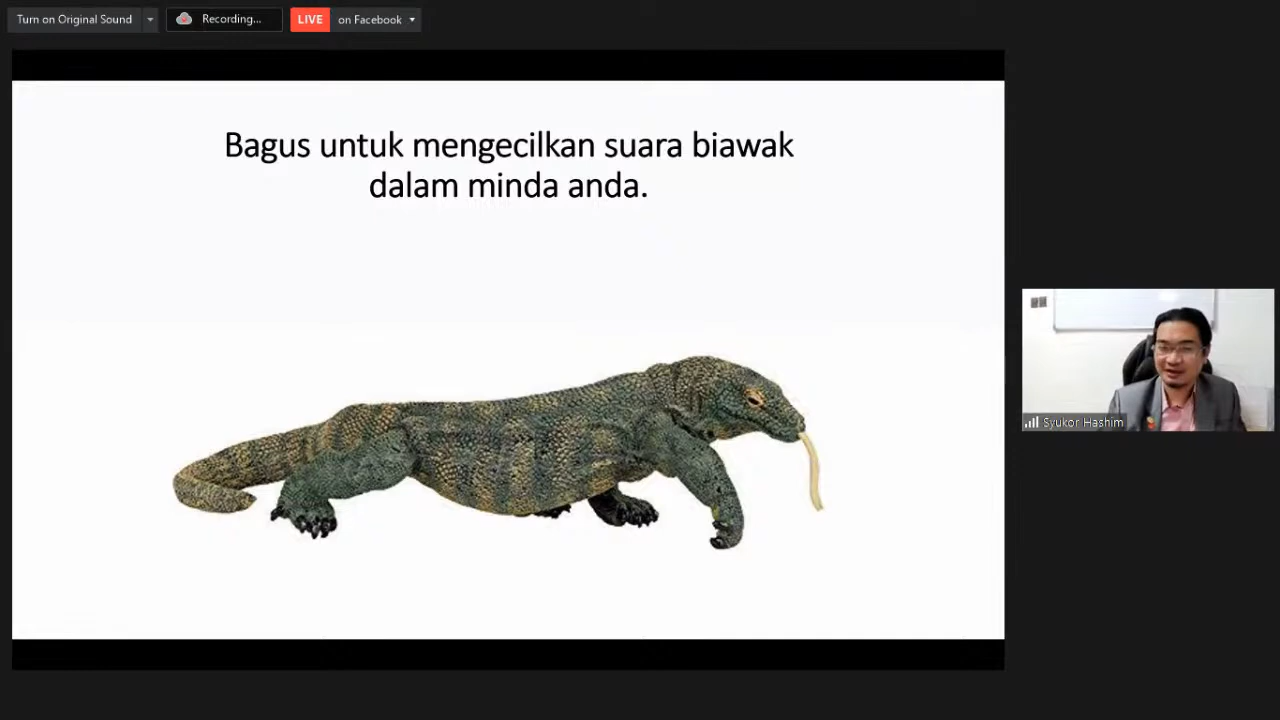 Turn on Original Sound
Recording...
LIVE on Facebook
Bagus untuk mengecilkan suara biawak
dalam minda anda.
Syukor Hashim